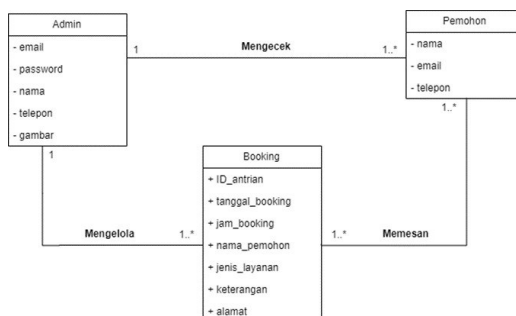 Admin
- email
- password
- nama
- telepon
- gambar
1
Mengecek
1..*
Pemohon
- nama
- email
- telepon
1..*
1
Mengelola
1..*
Booking
+ ID_antrian
+ tanggal_booking
+ jam_booking
+ nama_pemohon
+ jenis_layanan
+ keterangan
+ alamat
1..*
Memesan